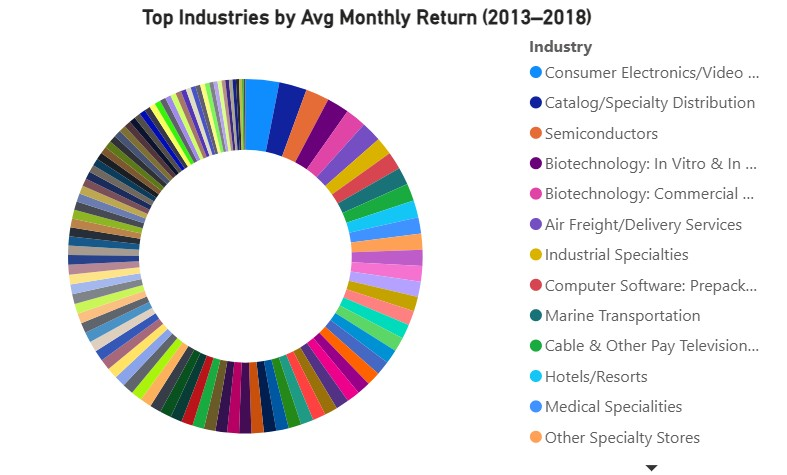 Top Industries by Avg Monthly Return (2013–2018)
Industry
Consumer Electronics/Video ...
Catalog/Specialty Distribution
Semiconductors
Biotechnology: In Vitro & In ...
Biotechnology: Commercial ...
Air Freight/Delivery Services
Industrial Specialties
Computer Software: Prepack...
Marine Transportation
Cable & Other Pay Television...
Hotels/Resorts
Medical Specialities
Other Specialty Stores